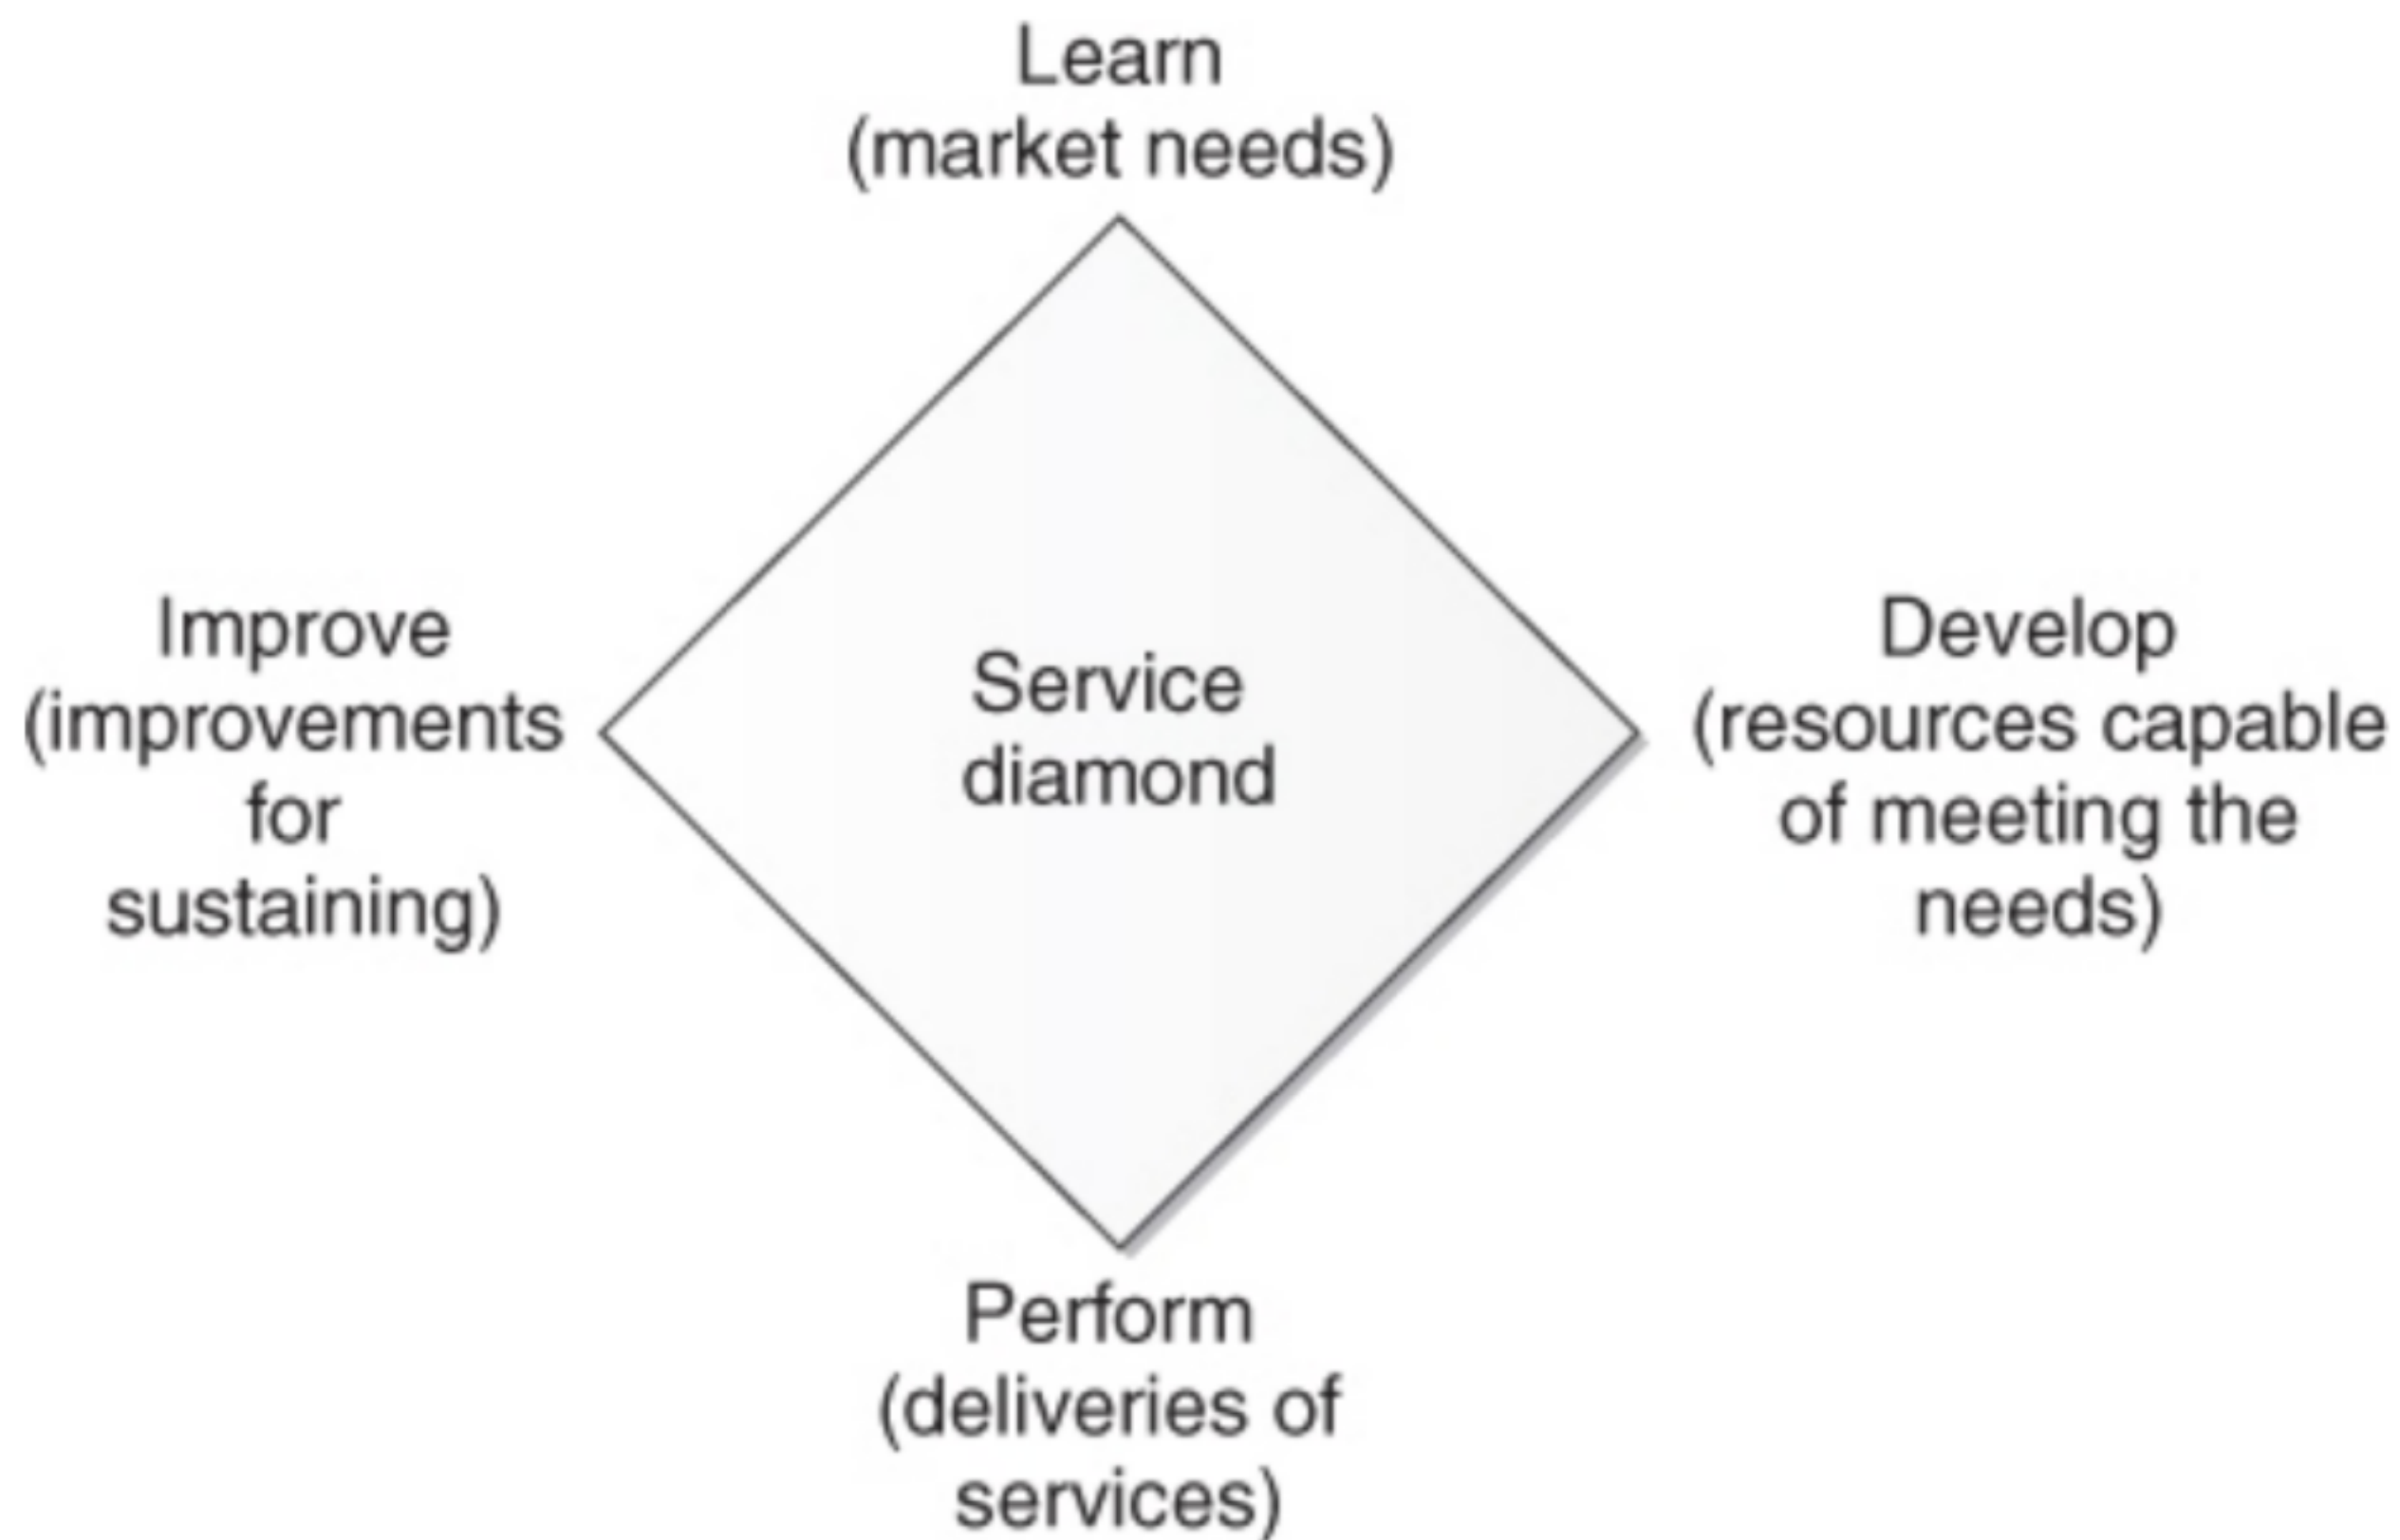 Learn
(market needs)
Improve
(improvements
for
sustaining)
Service
diamond
Develop
(resources capable
of meeting the
needs)
Perform
(deliveries of
services)